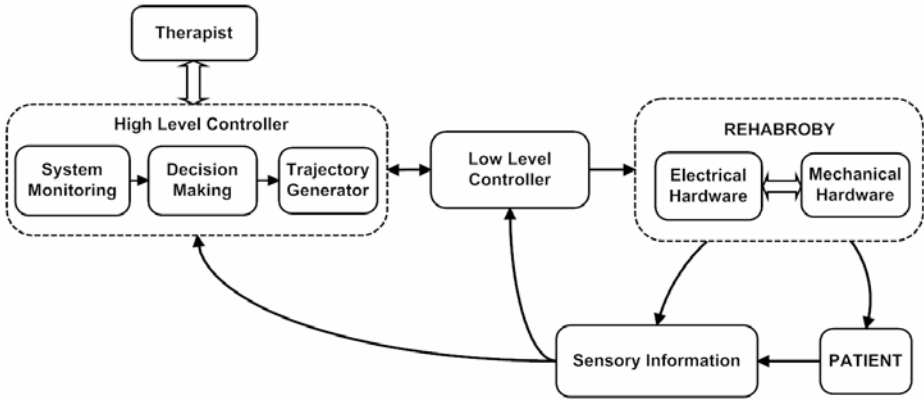 Therapist
High Level Controller
System
Monitoring
Decision
Making
Trajectory
Generator
Low Level
Controller
REHABROBY
Electrical
Hardware
Mechanical
Hardware
Sensory Information
PATIENT